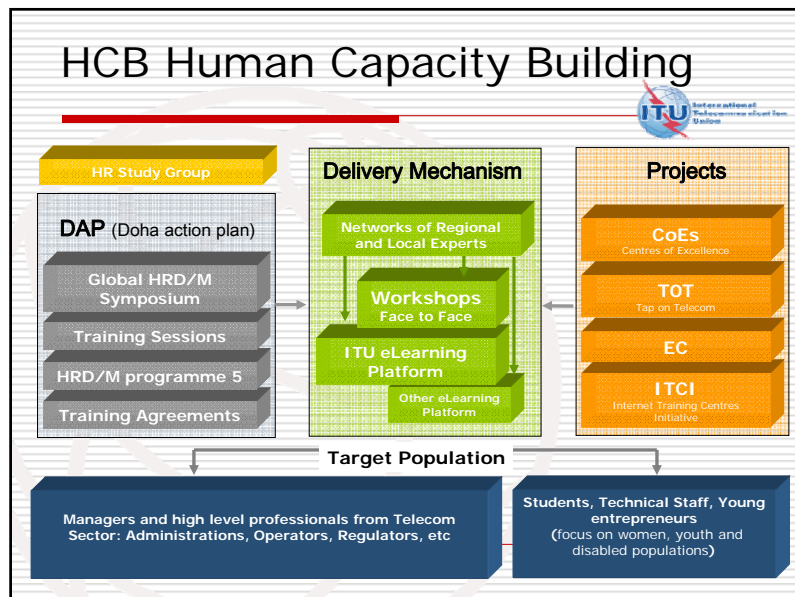 HCB Human Capacity Building
ITU International
Telecommunication
Union
HR Study Group
DAP (Doha action plan)
Global HRD/M
Symposium
Training Sessions
HRD/M programme 5
Training Agreements
Delivery Mechanism
Networks of Regional
and Local Experts
Workshops
Face to Face
ITU eLearning
Platform
Other eLearning
Platform
Projects
CoEs
Centres of Excellence
TOT
Tap on Telecom
EC
ITCI
Internet Training Centres
Initiative
Target Population
Managers and high level professionals from Telecom
Sector: Administrations, Operators, Regulators, etc
Students, Technical Staff, Young
entrepreneurs
(focus on women, youth and
disabled populations)